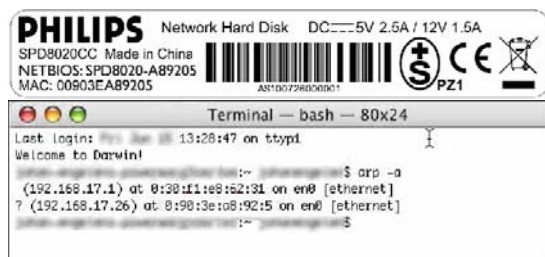 PHILIPS Network Hard Disk DC⎓5V 2.5A / 12V 1.5A
SPD8020CC Made in China
NETBIOS: SPD8020-A89205
MAC: 00903EA89205
AS100726000001
S
CE
PZ1
Terminal — bash — 80x24
Last login: 13:28:47 on ttyp1
Welcome to Darwin!
:~ $ arp -a
(192.168.17.1) at 0:30:f1:e8:62:31 on en0 [ethernet]
? (192.168.17.26) at 0:90:3e:a8:92:5 on en0 [ethernet]
:~ $